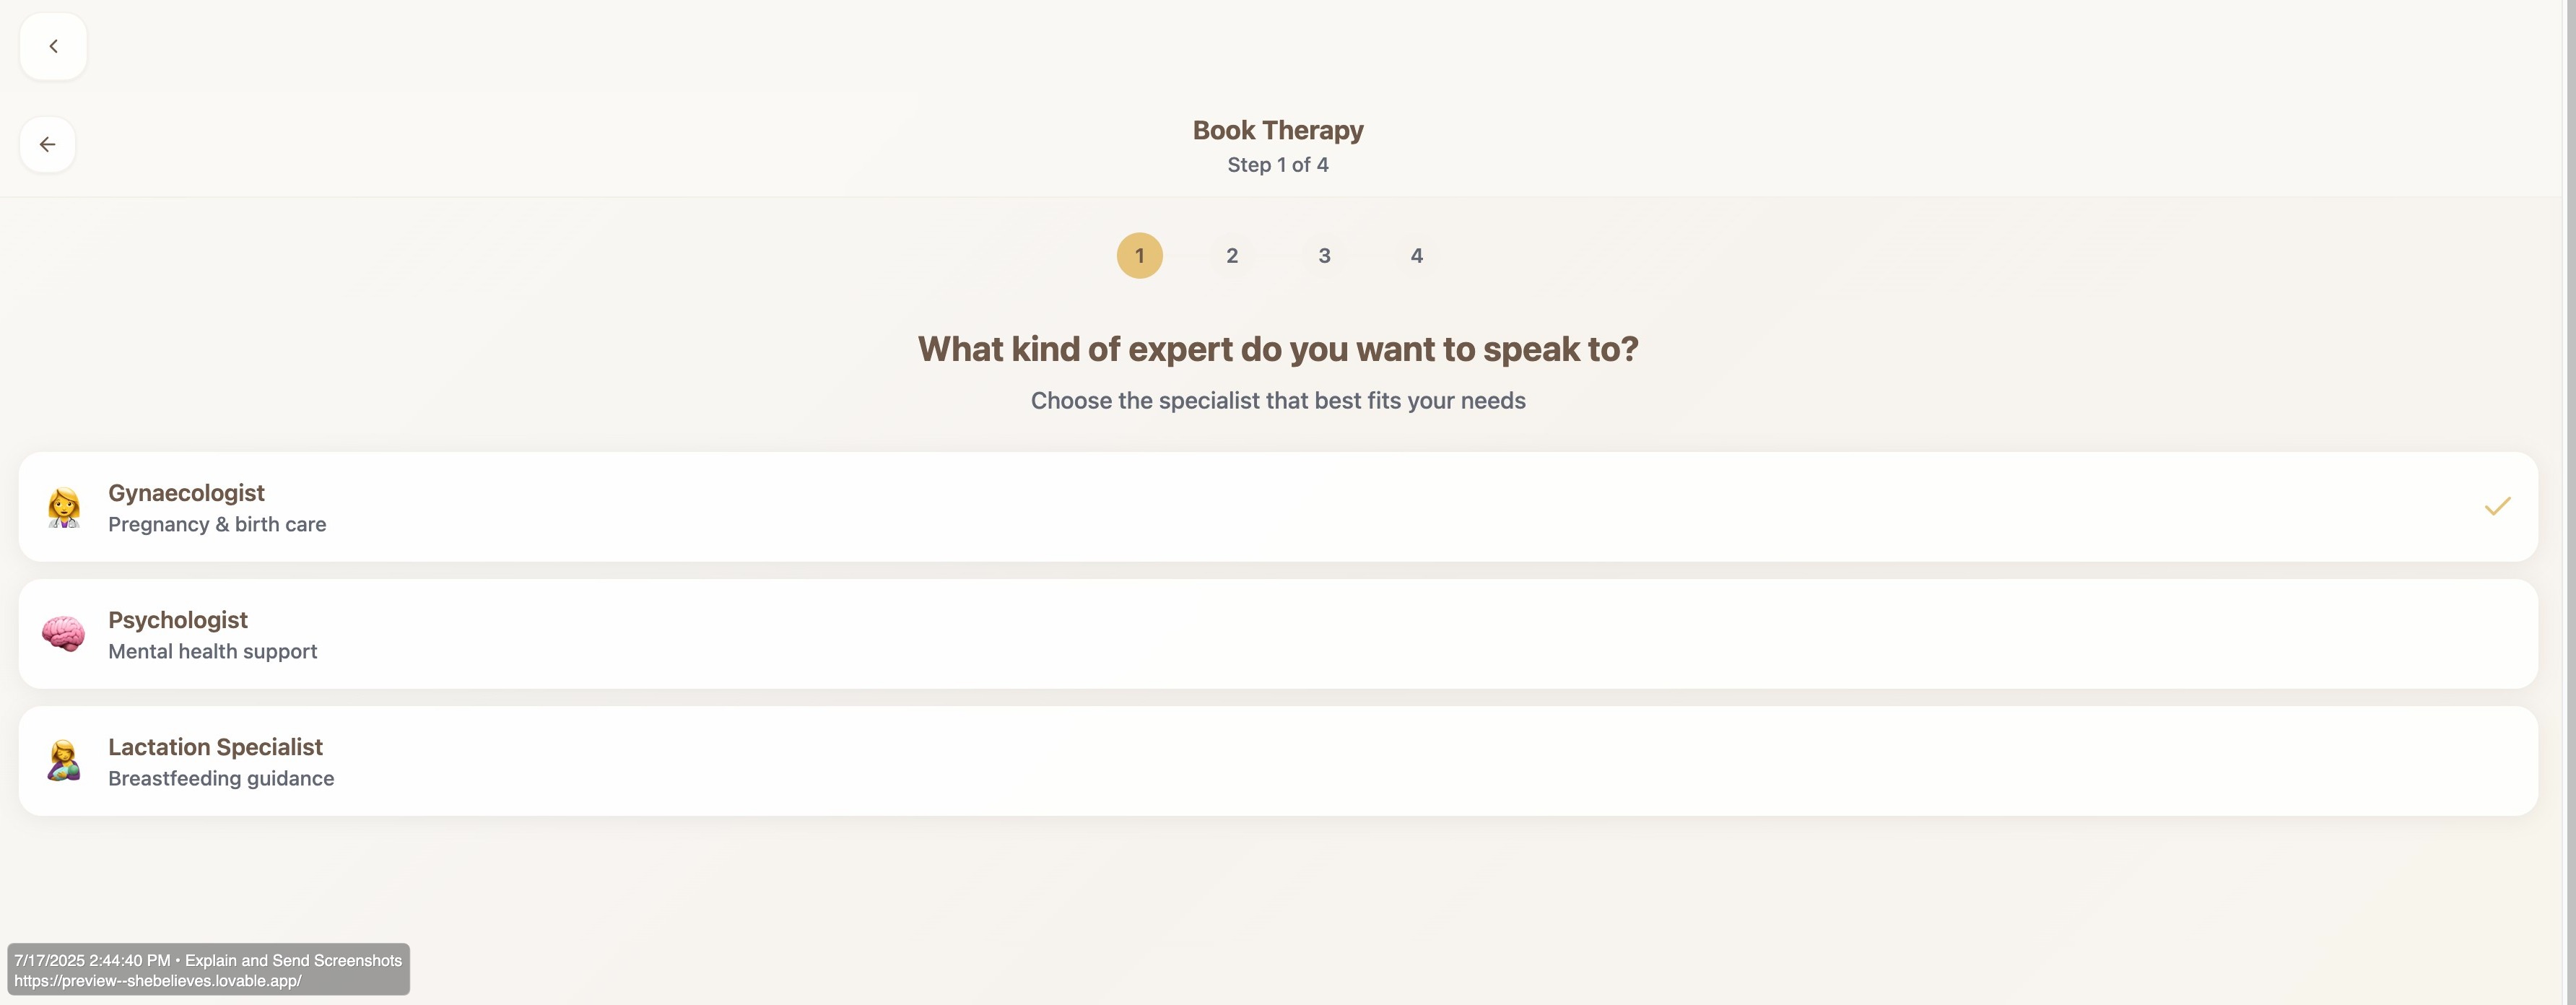 Book Therapy
Step 1 of 4
1 2 3 4
What kind of expert do you want to speak to?
Choose the specialist that best fits your needs
Gynaecologist
Pregnancy & birth care
Psychologist
Mental health support
Lactation Specialist
Breastfeeding guidance
7/17/2025 2:44:40 PM • Explain and Send Screenshots
https://preview--shebelieves.lovable.app/